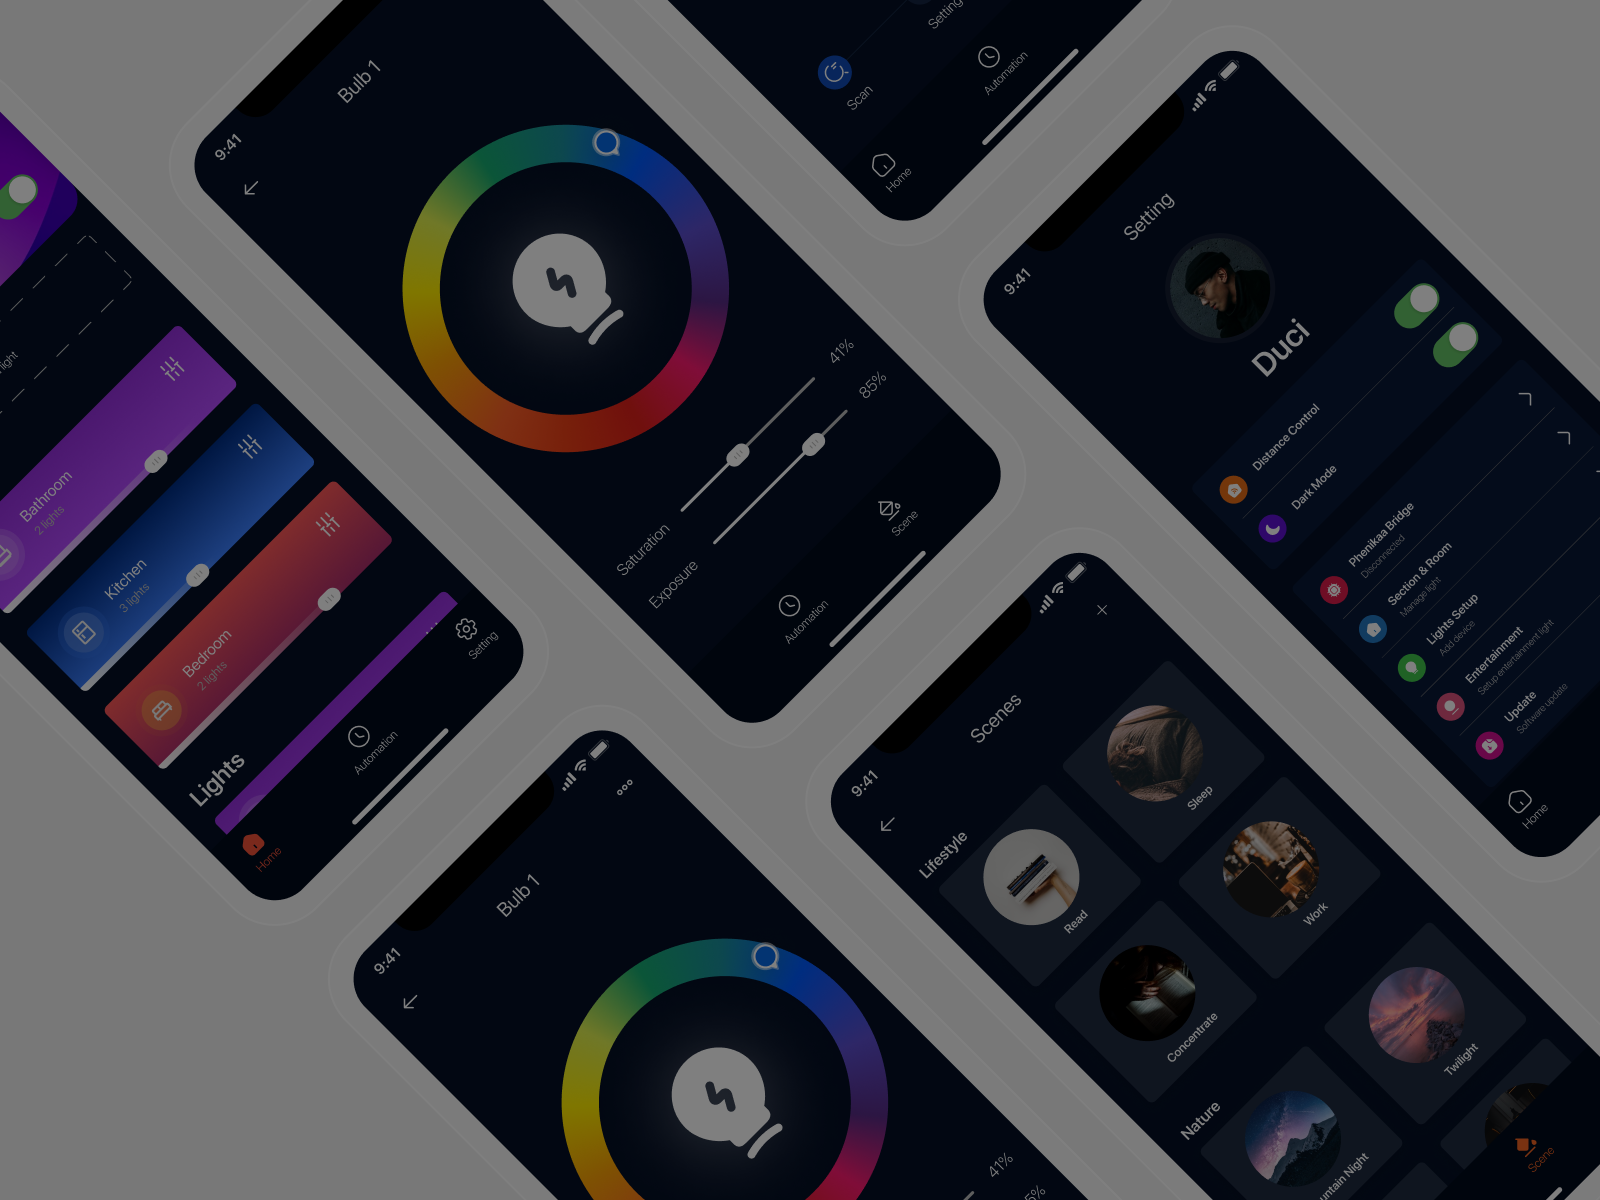 light
Bathroom
2 lights
Kitchen
3 lights
Bedroom
2 lights
Lights
Home
Automation
Setting
9:41
Bulb 1
41%
85%
Saturation
Exposure
Automation
Scene
Setting
Scan
Automation
Home
9:41
Setting
Duci
Distance Control
Dark Mode
Phenikaa Bridge
Disconnected
Section & Room
Manage light
Lights Setup
Add device
Entertainment
Setup entertainment light
Update
Software update
Home
9:41
Bulb 1
41%
5%
9:41
Scenes
Lifestyle
Sleep
Read
Work
Concentrate
Nature
Twilight
untain Night
Scene